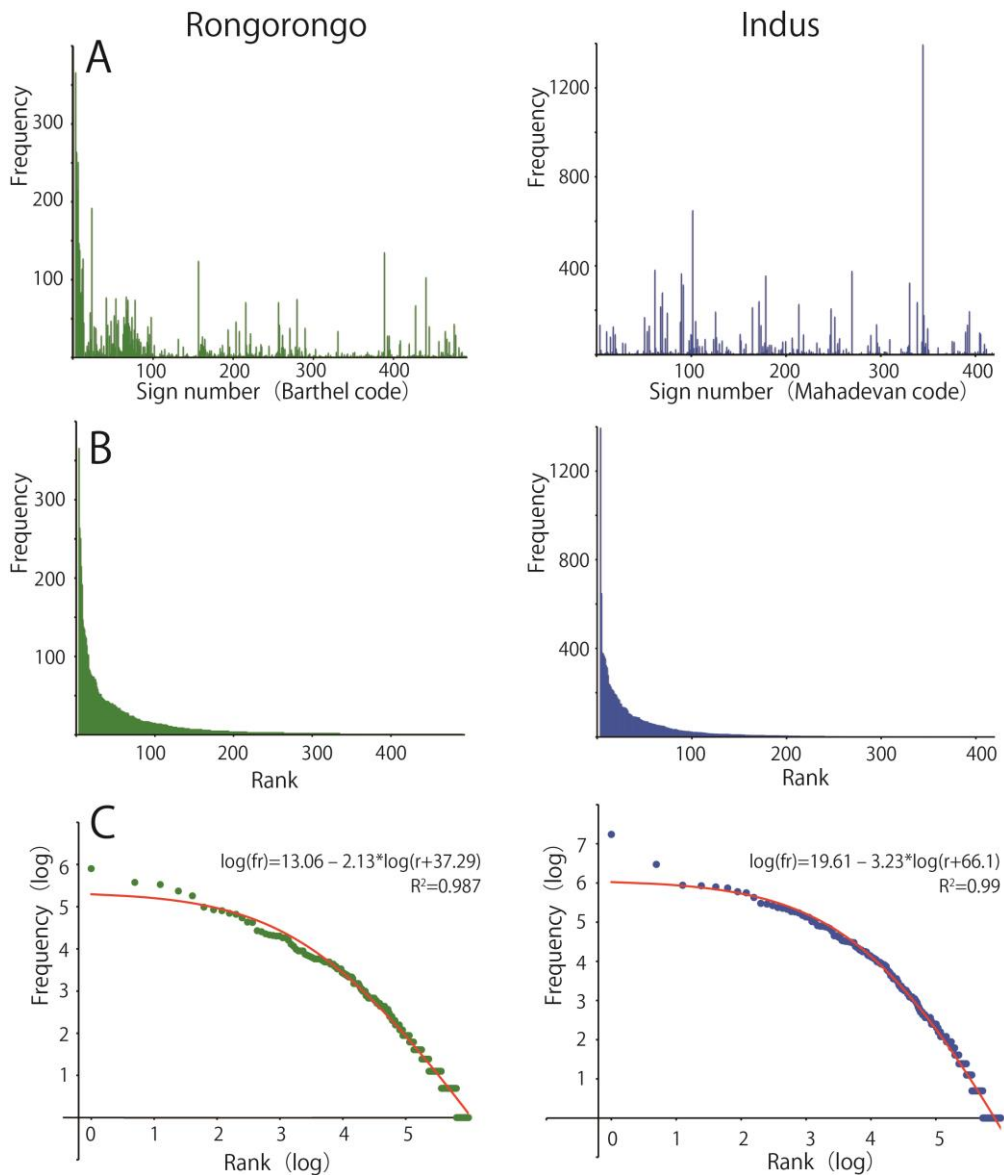 Rongorongo
Indus
A
Frequency
300
200
100
100 200 300 400
Sign number (Barthel code)
Frequency
1200
800
400
100 200 300 400
Sign number (Mahadevan code)
B
Frequency
300
200
100
100 200 300 400
Rank
Frequency
1200
800
400
100 200 300 400
Rank
C
Frequency (log)
6
5
4
3
2
1
log(fr)=13.06 – 2.13*log(r+37.29)
R²=0.987
0 1 2 3 4 5
Rank (log)
Frequency (log)
7
6
5
4
3
2
1
log(fr)=19.61 – 3.23*log(r+66.1)
R²=0.99
0 1 2 3 4 5
Rank (log)